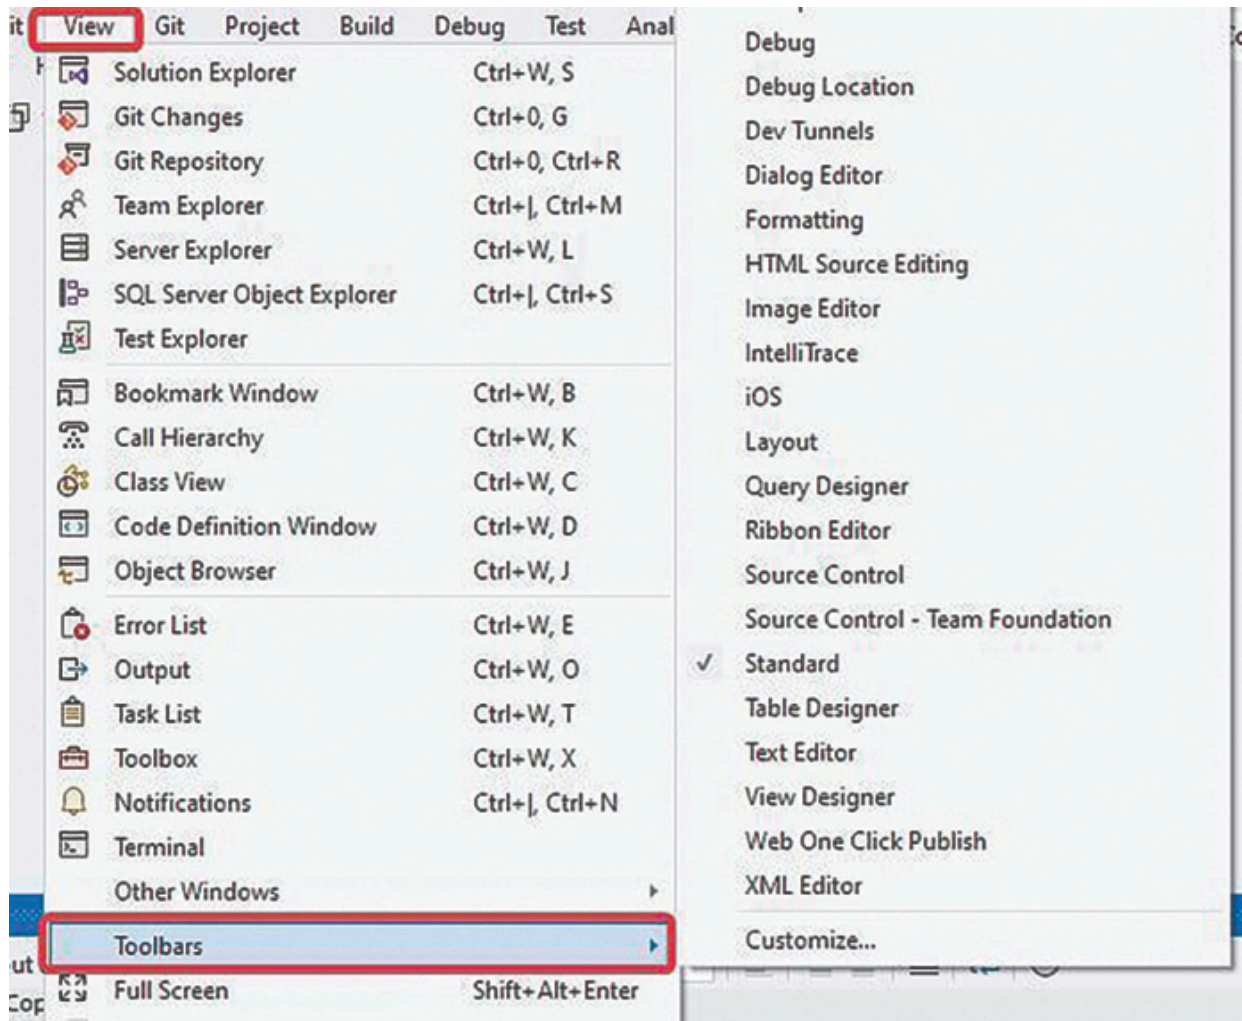 it View Git Project Build Debug Test Anal
Solution Explorer Ctrl+W, S
Git Changes Ctrl+0, G
Git Repository Ctrl+0, Ctrl+R
Team Explorer Ctrl+|, Ctrl+M
Server Explorer Ctrl+W, L
SQL Server Object Explorer Ctrl+|, Ctrl+S
Test Explorer
Bookmark Window Ctrl+W, B
Call Hierarchy Ctrl+W, K
Class View Ctrl+W, C
Code Definition Window Ctrl+W, D
Object Browser Ctrl+W, J
Error List Ctrl+W, E
Output Ctrl+W, O
Task List Ctrl+W, T
Toolbox Ctrl+W, X
Notifications Ctrl+|, Ctrl+N
Terminal
Other Windows
Toolbars
Full Screen Shift+Alt+Enter
ut
Cop
Debug
Debug Location
Dev Tunnels
Dialog Editor
Formatting
HTML Source Editing
Image Editor
IntelliTrace
iOS
Layout
Query Designer
Ribbon Editor
Source Control
Source Control - Team Foundation
Standard
Table Designer
Text Editor
View Designer
Web One Click Publish
XML Editor
Customize...